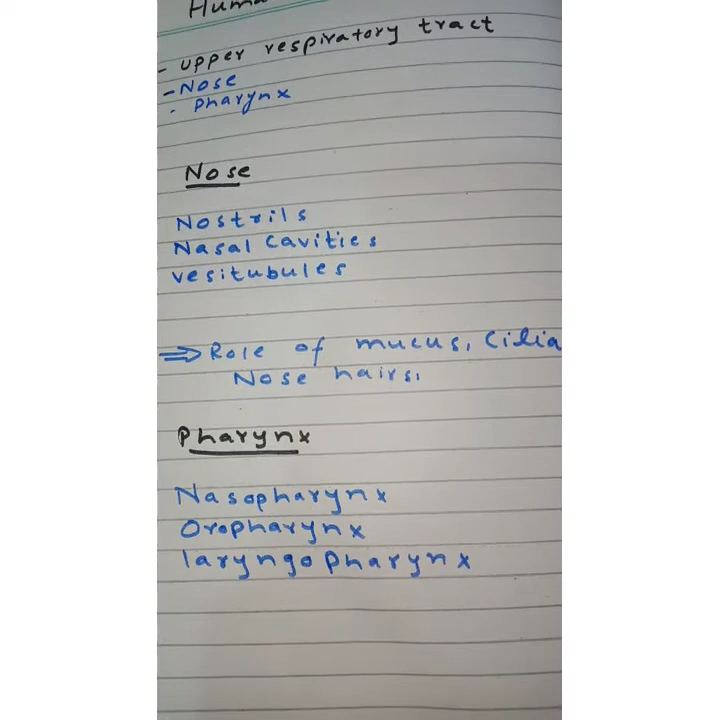 - upper respiratory tract
- Nose
- Pharynx
Nose
Nostrils
Nasal Cavities
vesitubules
⇒ Role of mucus, Cilia
Nose hairs,
Pharynx
Nasopharynx
Oropharynx
laryngopharynx